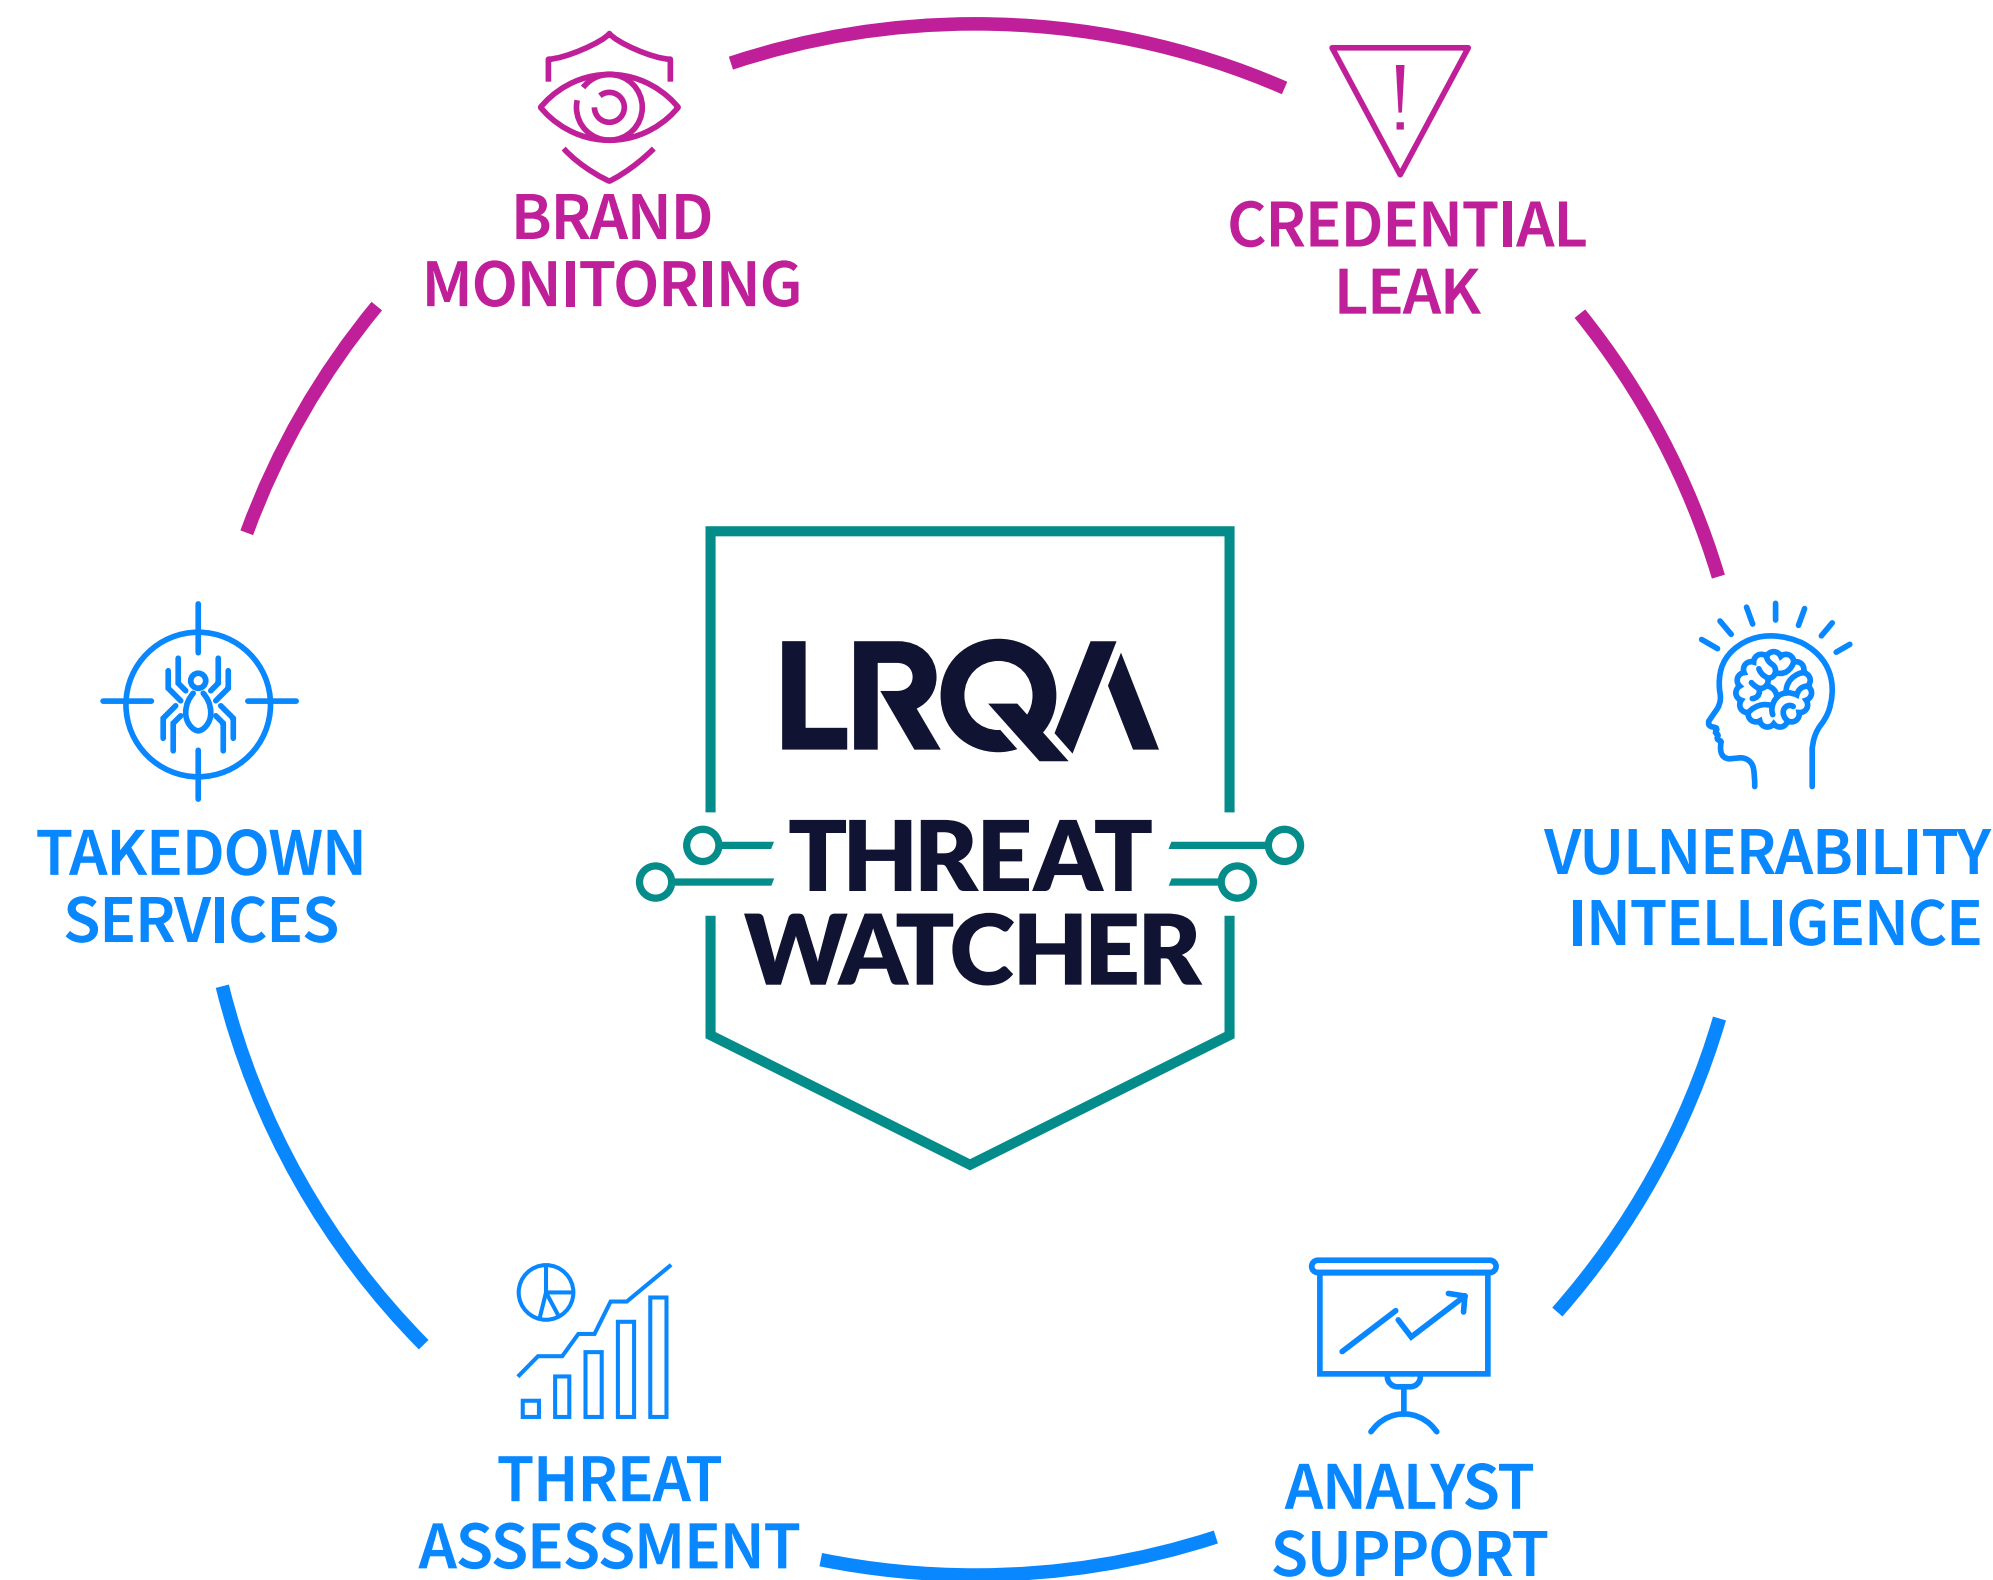 BRAND
MONITORING
CREDENTIAL
LEAK
LRQA
THREAT
WATCHER
TAKEDOWN
SERVICES
VULNERABILITY
INTELLIGENCE
THREAT
ASSESSMENT
ANALYST
SUPPORT